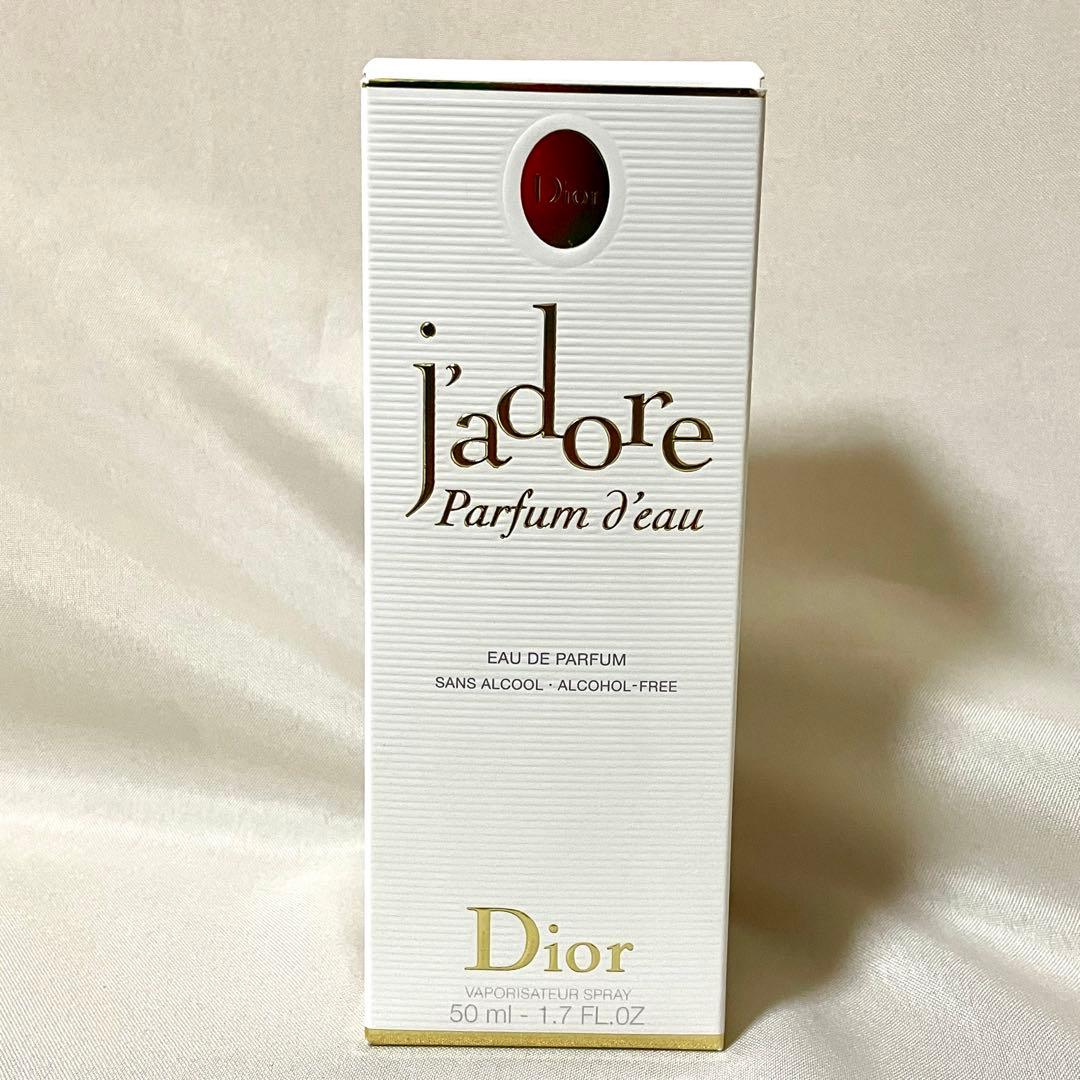 Dior
j'adore
Parfum d'eau
EAU DE PARFUM
SANS ALCOOL · ALCOHOL-FREE
Dior
VAPORISATEUR SPRAY
50 ml - 1.7 FL.OZ